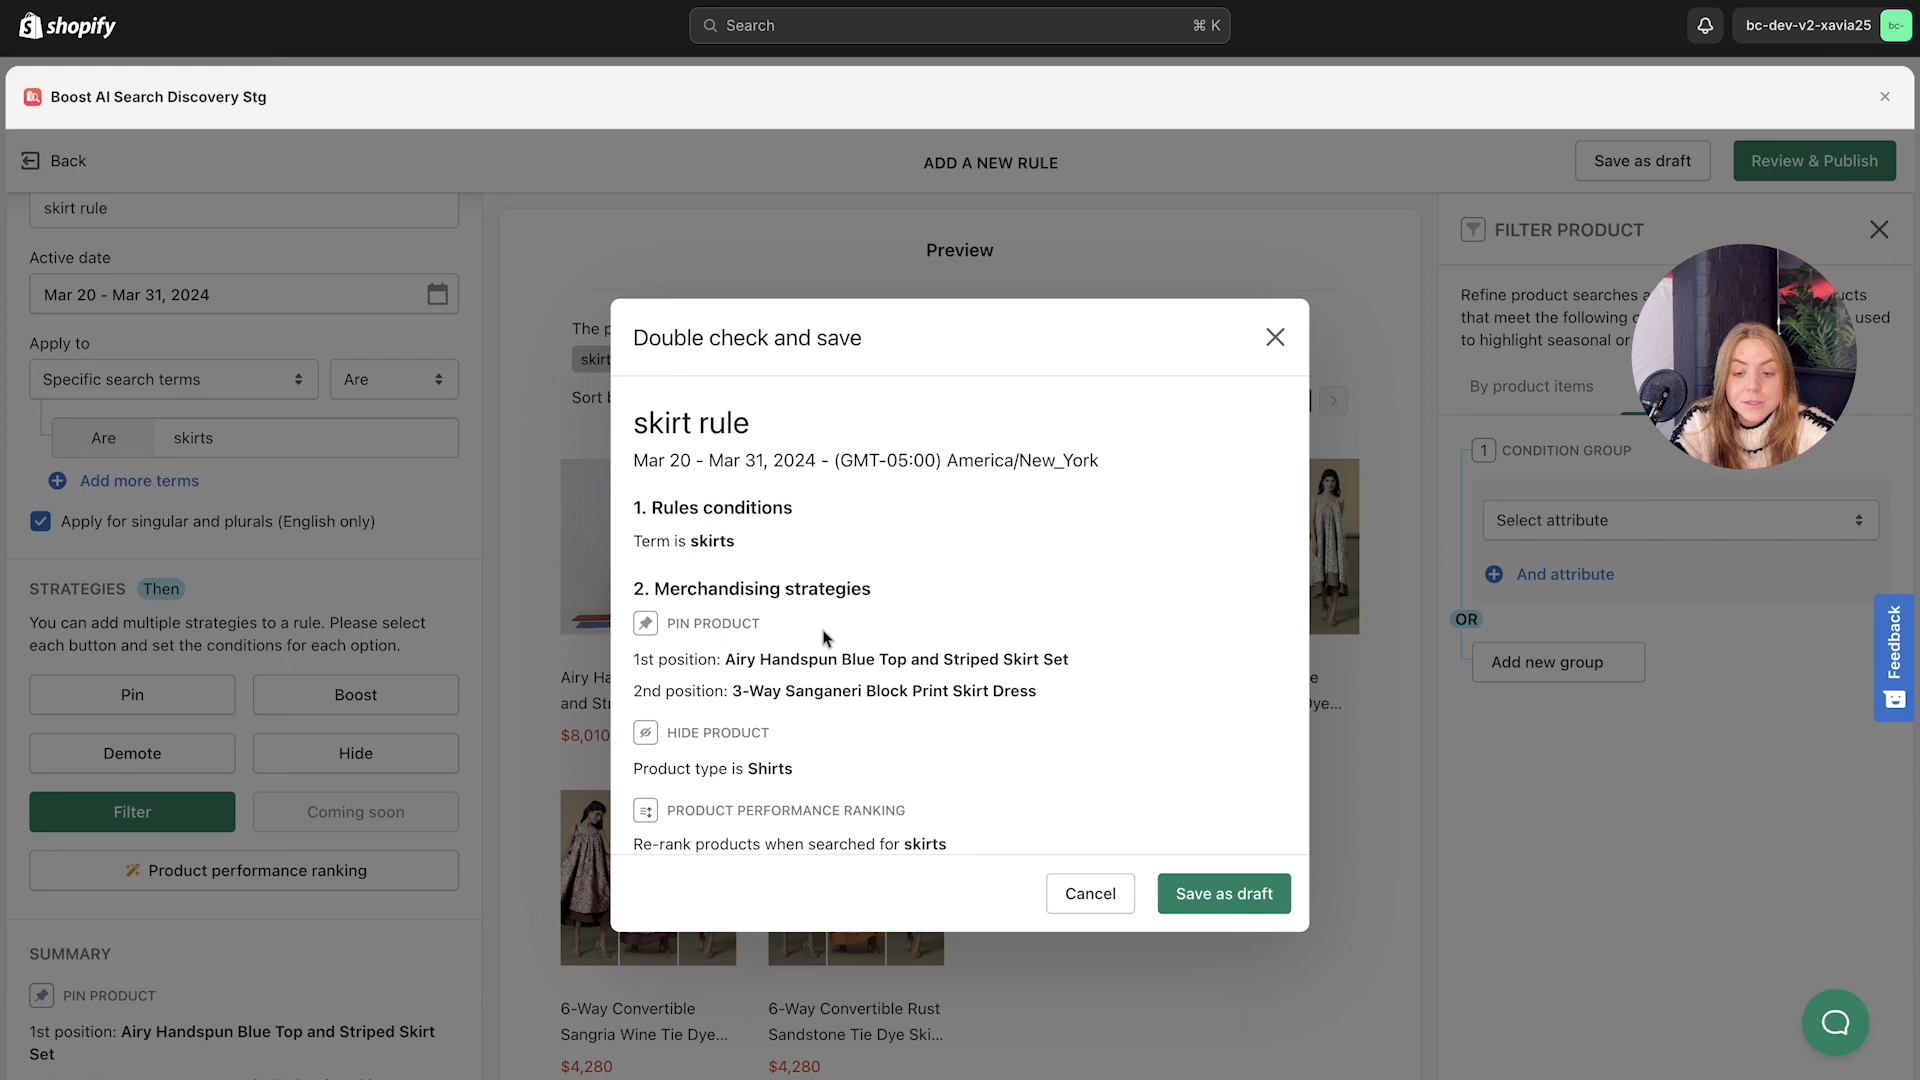 shopify
Search
⌘ K
bc-dev-v2-xavia25
bc-
Boost AI Search Discovery Stg
Back
ADD A NEW RULE
Save as draft
Review & Publish
skirt rule
Active date
Mar 20 - Mar 31, 2024
Apply to
Specific search terms
Are
Are
skirts
Add more terms
Apply for singular and plurals (English only)
STRATEGIES
Then
You can add multiple strategies to a rule. Please select
each button and set the conditions for each option.
Pin
Boost
Demote
Hide
Filter
Coming soon
Product performance ranking
SUMMARY
PIN PRODUCT
1st position: Airy Handspun Blue Top and Striped Skirt
Set
Preview
The p
skirt
Sort b
Airy Ha
and Str
$8,010
6-Way Convertible
Sangria Wine Tie Dye...
$4,280
6-Way Convertible Rust
Sandstone Tie Dye Ski...
$4,280
Double check and save
skirt rule
Mar 20 - Mar 31, 2024 - (GMT-05:00) America/New_York
1. Rules conditions
Term is skirts
2. Merchandising strategies
PIN PRODUCT
1st position: Airy Handspun Blue Top and Striped Skirt Set
2nd position: 3-Way Sanganeri Block Print Skirt Dress
HIDE PRODUCT
Product type is Shirts
PRODUCT PERFORMANCE RANKING
Re-rank products when searched for skirts
Cancel
Save as draft
FILTER PRODUCT
Refine product searches
that meet the following
used
to highlight seasonal or
By product items
1
CONDITION GROUP
Select attribute
And attribute
OR
Add new group
Feedback